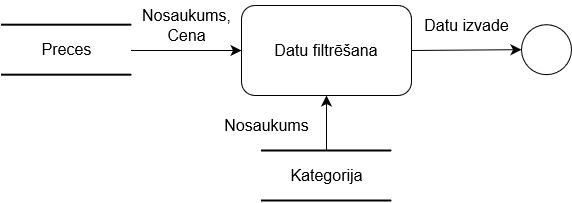 Preces
Nosaukums,
Cena
Datu filtrēšana
Datu izvade
Nosaukums
Kategorija